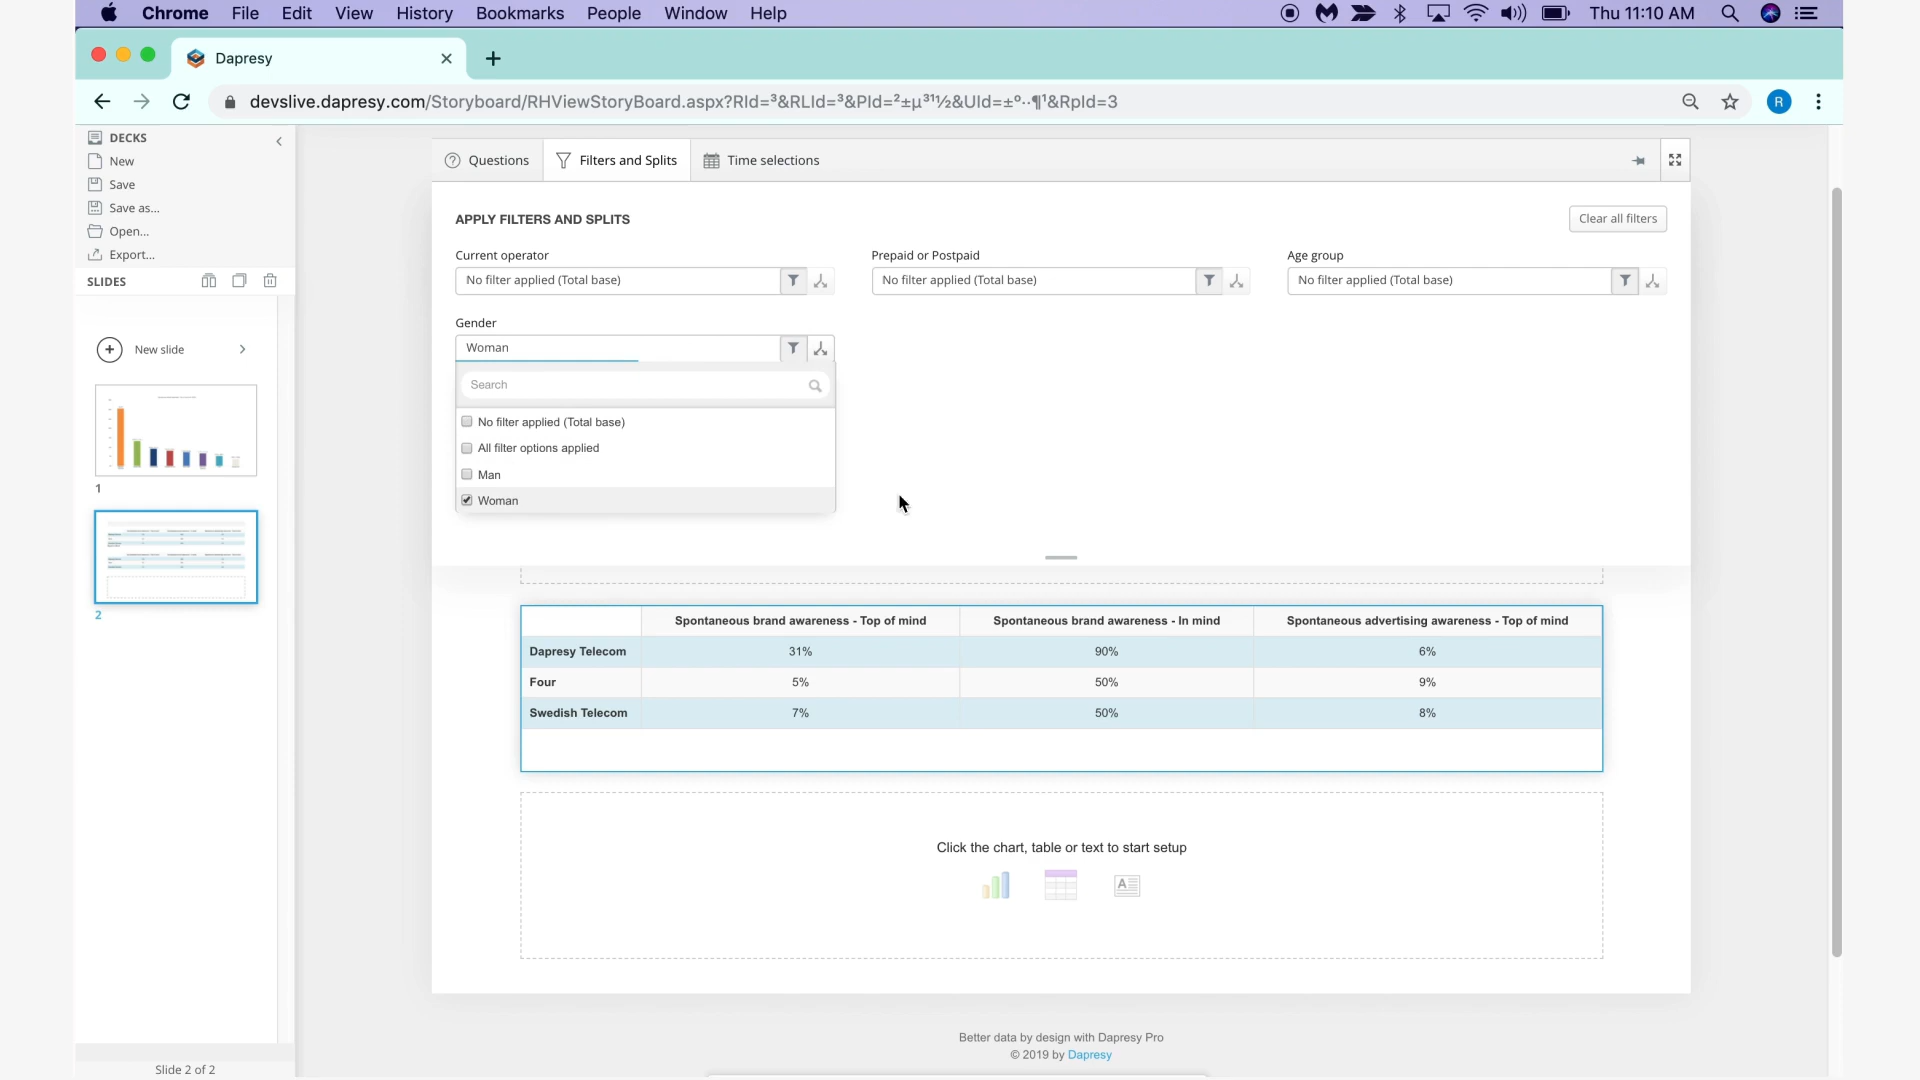 Chrome File Edit View History Bookmarks People Window Help Thu 11:10 AM
Dapresy
devslive.dapresy.com/Storyboard/RHViewStoryBoard.aspx?RId=³&RLId=³&PId=²±µ³¹½&UId=±º··¶¹&RpId=3
R
DECKS
New
Save
Save as...
Open...
Export...
SLIDES
New slide
1
2
Slide 2 of 2
Questions Filters and Splits Time selections
APPLY FILTERS AND SPLITS
Clear all filters
Current operator Prepaid or Postpaid Age group
No filter applied (Total base) No filter applied (Total base) No filter applied (Total base)
Gender
Woman
Search
No filter applied (Total base)
All filter options applied
Man
Woman
Spontaneous brand awareness - Top of mind Spontaneous brand awareness - In mind Spontaneous advertising awareness - Top of mind
Dapresy Telecom 31% 90% 6%
Four 5% 50% 9%
Swedish Telecom 7% 50% 8%
Click the chart, table or text to start setup
A
Better data by design with Dapresy Pro
© 2019 by Dapresy